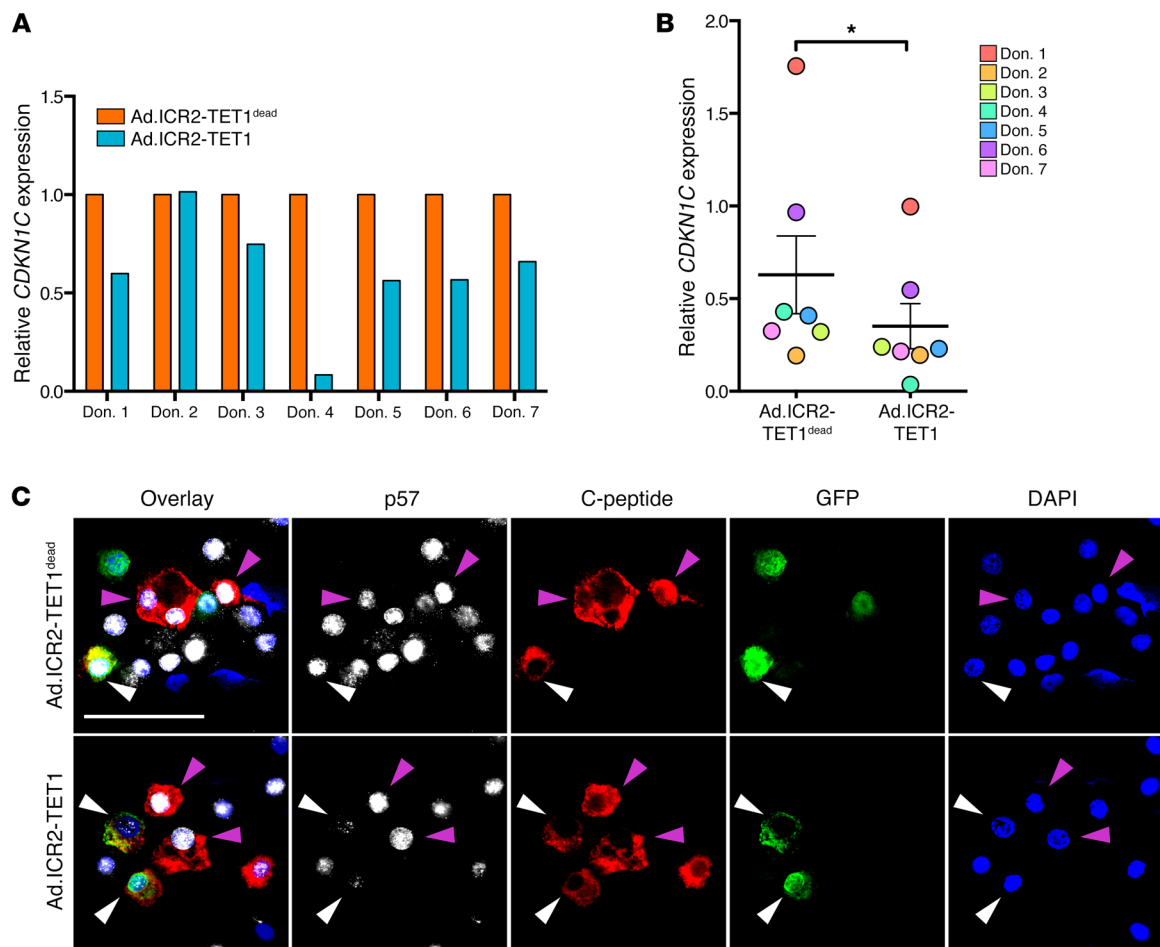 A
Relative CDKN1C expression
1.5
1.0
0.5
0.0
Ad.ICR2-TET1dead
Ad.ICR2-TET1
Don. 1 Don. 2 Don. 3 Don. 4 Don. 5 Don. 6 Don. 7
B
Relative CDKN1C expression
2.0
1.5
1.0
0.5
0.0
*
Ad.ICR2-
TET1dead
Ad.ICR2-
TET1
Don. 1
Don. 2
Don. 3
Don. 4
Don. 5
Don. 6
Don. 7
C
Overlay p57 C-peptide GFP DAPI
Ad.ICR2-TET1dead
Ad.ICR2-TET1